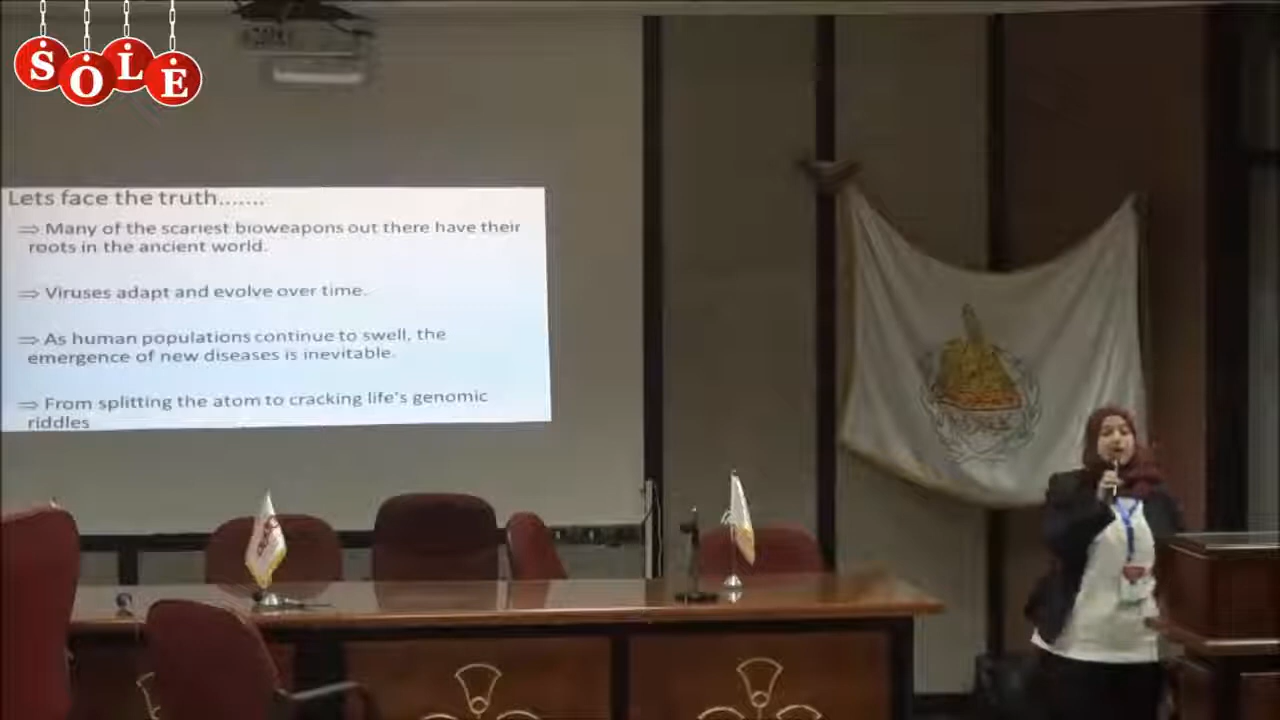 SOLE
Lets face the truth.......
⇒ Many of the scariest bioweapons out there have their
roots in the ancient world.
⇒ Viruses adapt and evolve over time.
⇒ As human populations continue to swell, the
emergence of new diseases is inevitable.
⇒ From splitting the atom to cracking life's genomic
riddles